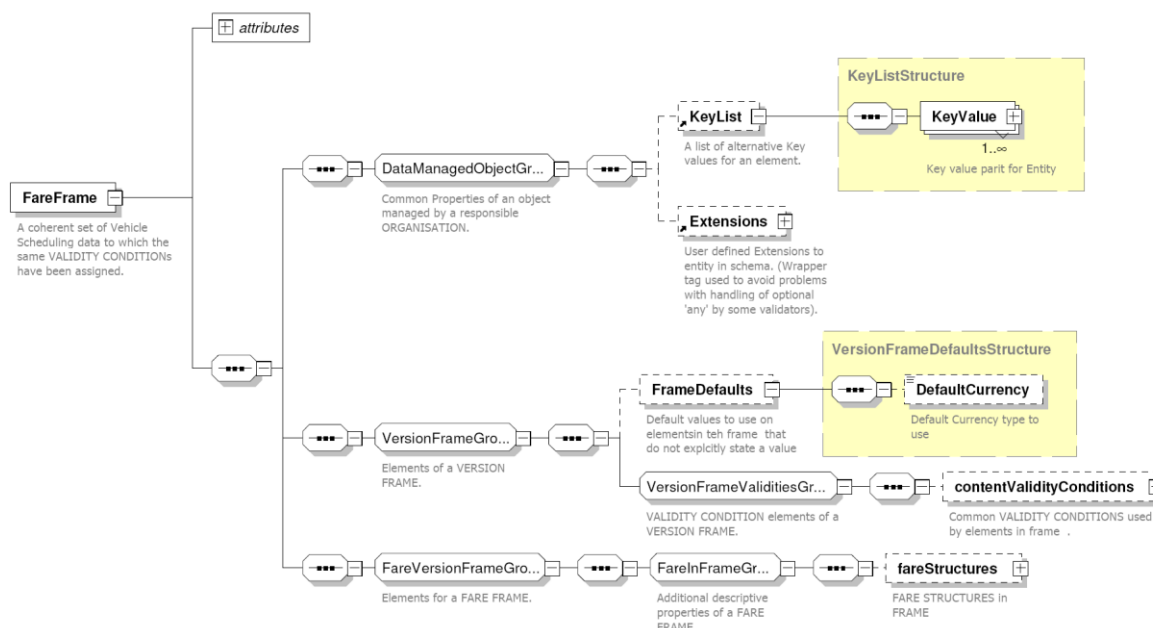 attributes
KeyListStructure
KeyList
KeyValue
A list of alternative Key
values for an element.
1..∞
Key value parit for Entity
DataManagedObjectGr...
Common Properties of an object
managed by a responsible
ORGANISATION.
FareFrame
A coherent set of Vehicle
Scheduling data to which the
same VALIDITY CONDITIONs
have been assigned.
Extensions
User defined Extensions to
entity in schema. (Wrapper
tag used to avoid problems
with handling of optional
'any' by some validators).
VersionFrameDefaultsStructure
FrameDefaults
DefaultCurrency
Default values to use on
elementsin teh frame that
do not explicitly state a value
Default Currency type to
use
VersionFrameGro...
Elements of a VERSION
FRAME.
VersionFrameValiditiesGr...
VALIDITY CONDITION elements of a
VERSION FRAME.
contentValidityConditions
Common VALIDITY CONDITIONS used
by elements in frame .
FareVersionFrameGro...
Elements for a FARE FRAME.
FareInFrameGr...
Additional descriptive
properties of a FARE
FRAME
fareStructures
FARE STRUCTURES in
FRAME